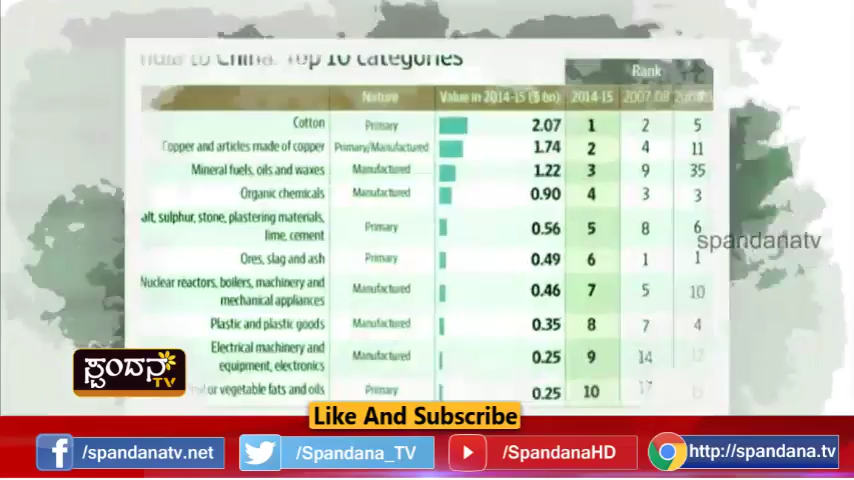 India to China: Top 10 categories
Rank
Nature Value in 2014-15 ($ bn) 2014-15 2007-08
Cotton Primary 2.07 1 2 5
Copper and articles made of copper Primary/Manufactured 1.74 2 4 11
Mineral fuels, oils and waxes Manufactured 1.22 3 9 35
Organic chemicals Manufactured 0.90 4 3 3
alt, sulphur, stone, plastering materials,
lime, cement Primary 0.56 5 8 6
spandanatv
Ores, slag and ash Primary 0.49 6 1 1
Nuclear reactors, boilers, machinery and
mechanical appliances Manufactured 0.46 7 5 10
Plastic and plastic goods Manufactured 0.35 8 7 4
Electrical machinery and
equipment, electronics Manufactured 0.25 9 14 12
or vegetable fats and oils Primary 0.25 10 17
ಸ್ಪಂದನ
TV
Like And Subscribe
/spandanatv.net /Spandana_TV /SpandanaHD http://spandana.tv